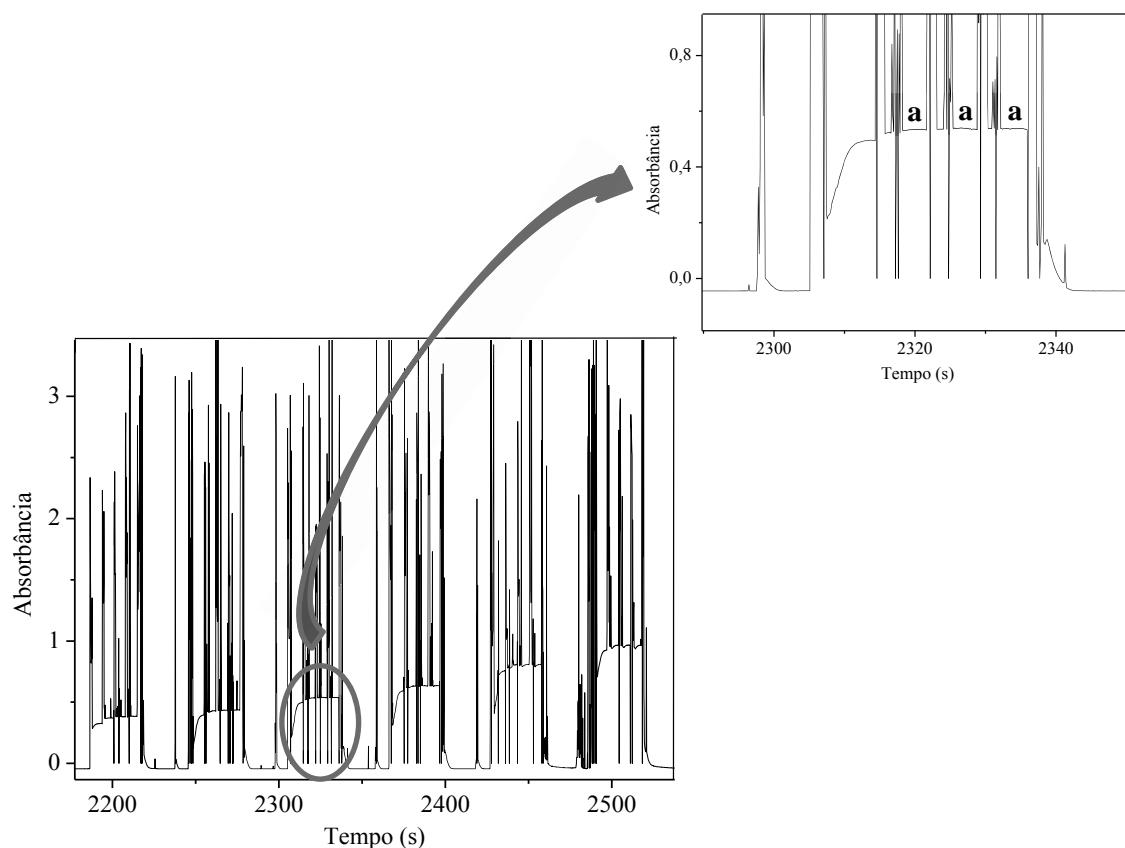 0,8
a a a
0,4
0,0
Absorbância
2300 2320 2340
Tempo (s)
3
2
1
0
Absorbância
2200 2300 2400 2500
Tempo (s)